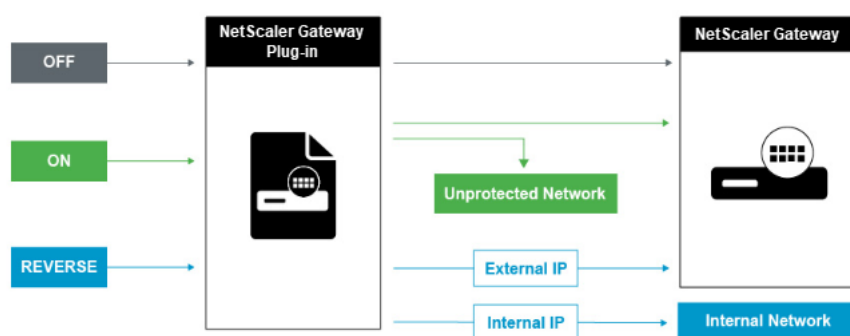 NetScaler Gateway
Plug-in
NetScaler Gateway
OFF
ON
Unprotected Network
REVERSE
External IP
Internal IP
Internal Network